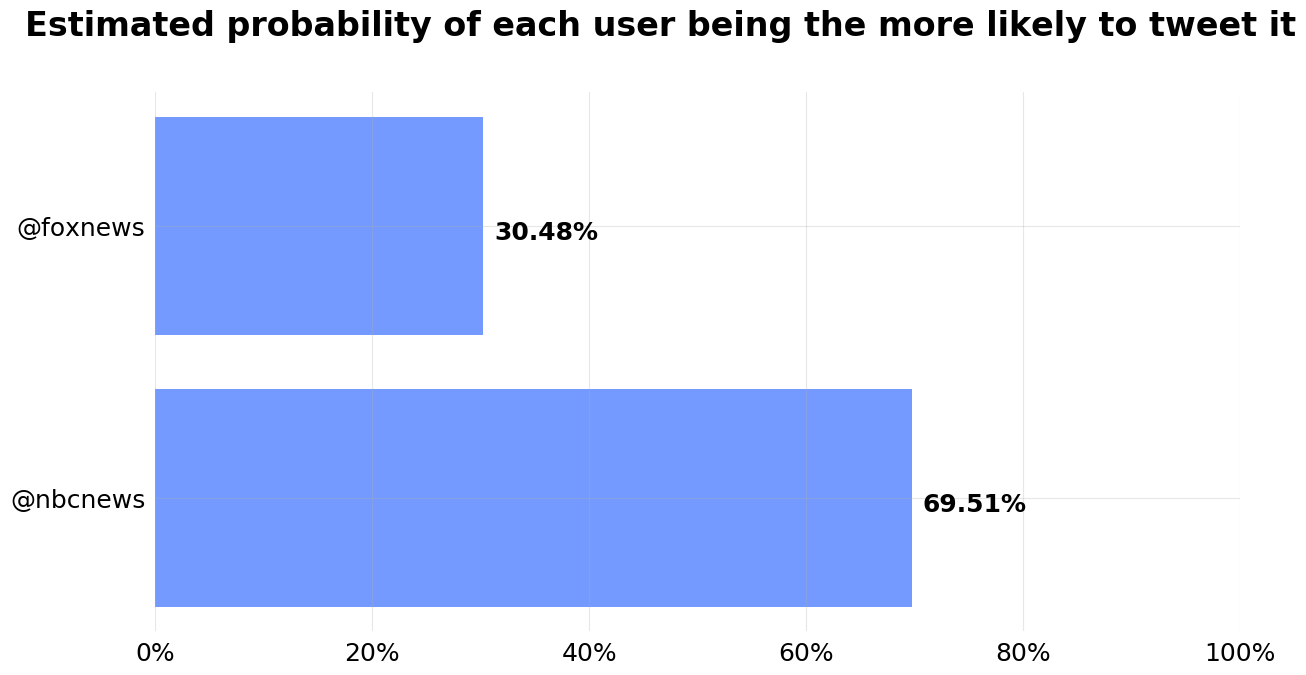 Estimated probability of each user being the more likely to tweet it
@foxnews
30.48%
@nbcnews
69.51%
0% 20% 40% 60% 80% 100%